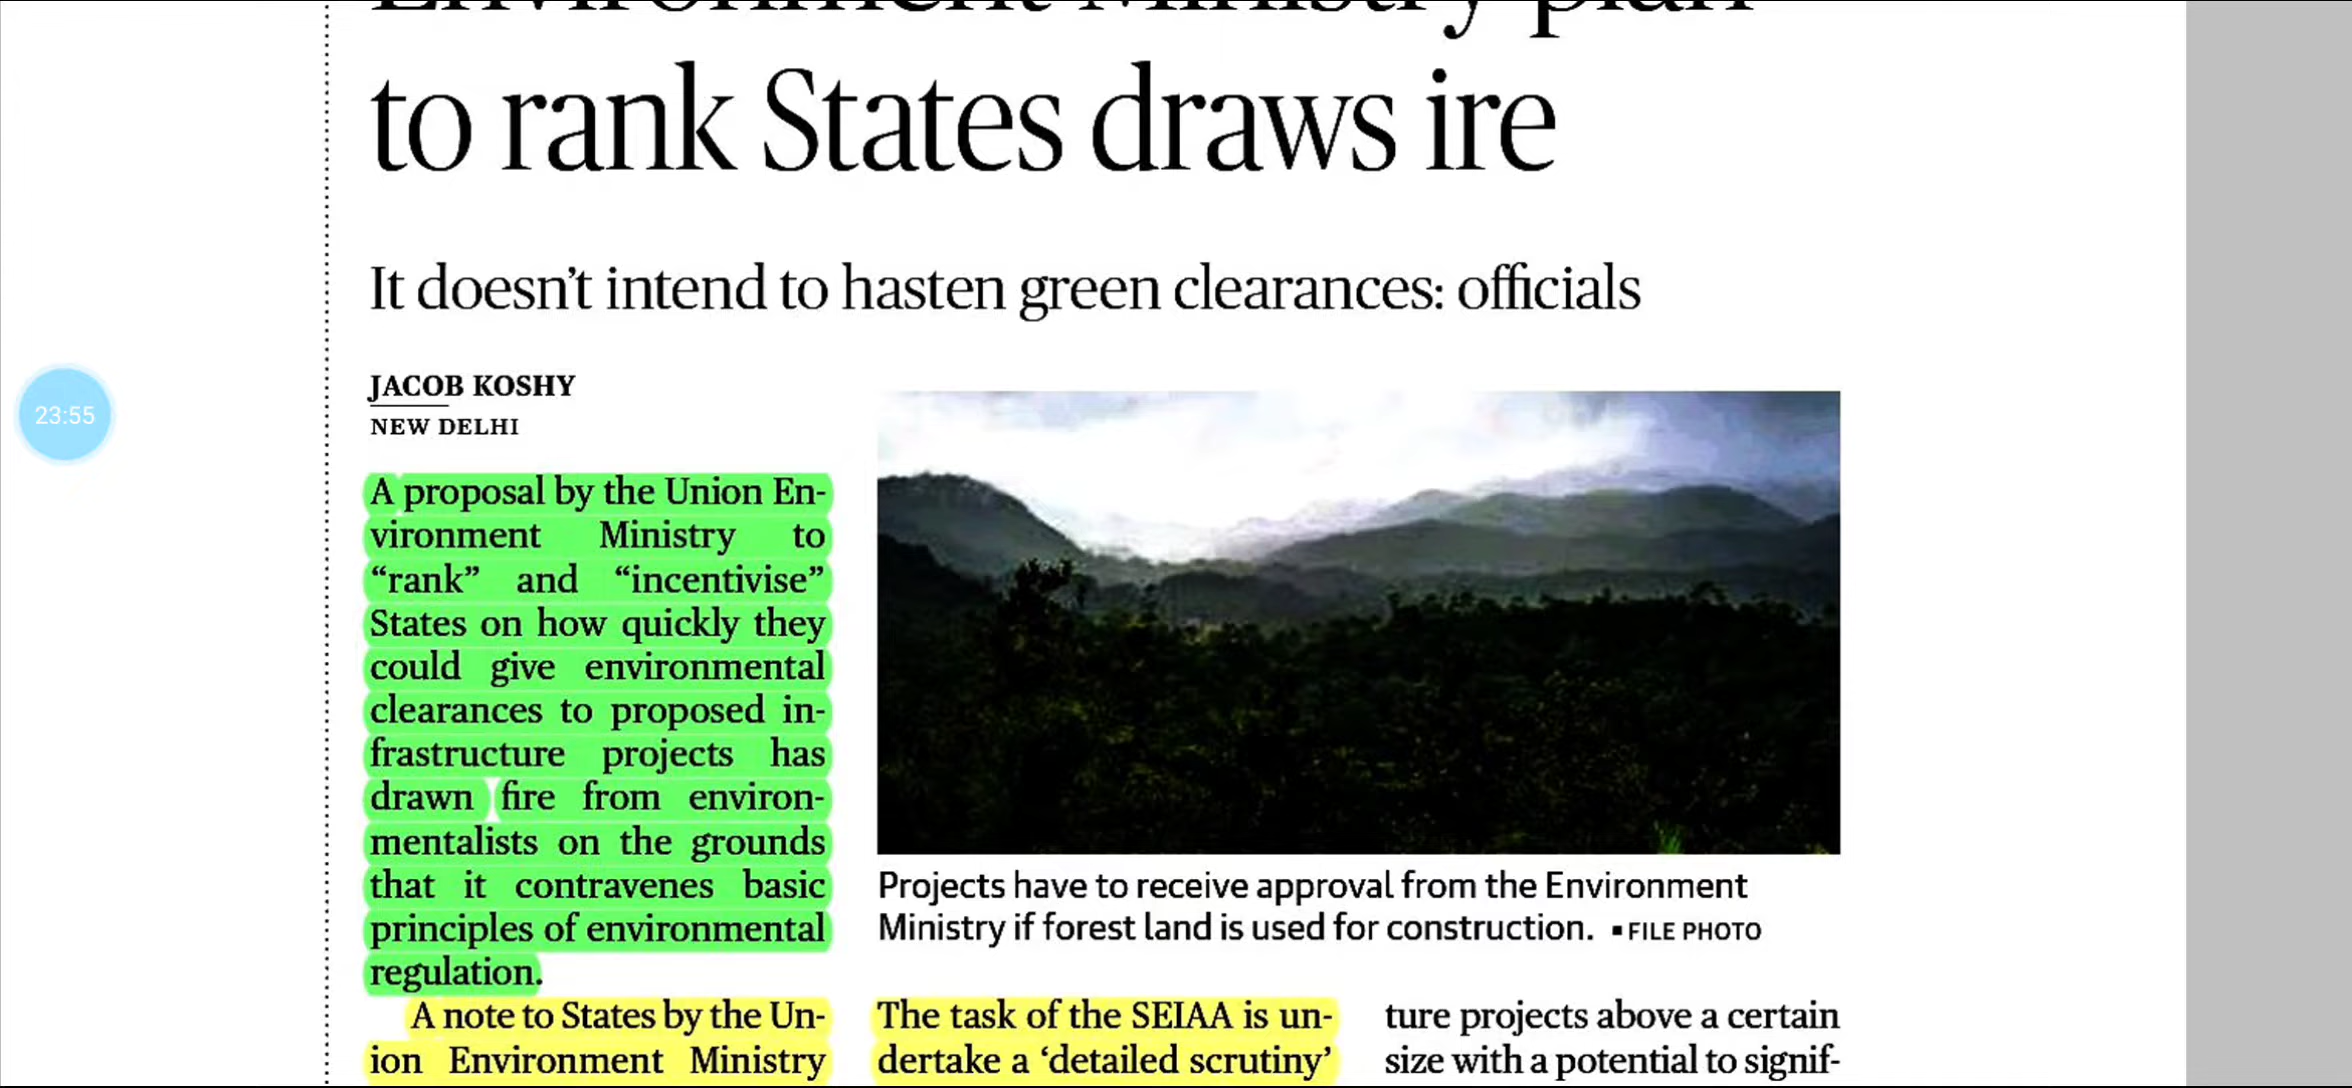 Environment Ministry plan
to rank States draws ire
It doesn’t intend to hasten green clearances: officials
23:55
JACOB KOSHY
NEW DELHI
A proposal by the Union En-
vironment Ministry to
“rank” and “incentivise”
States on how quickly they
could give environmental
clearances to proposed in-
frastructure projects has
drawn fire from environ-
mentalists on the grounds
that it contravenes basic
principles of environmental
regulation.
A note to States by the Un-
ion Environment Ministry
Projects have to receive approval from the Environment
Ministry if forest land is used for construction. ▪ FILE PHOTO
The task of the SEIAA is un-
dertake a ‘detailed scrutiny’
ture projects above a certain
size with a potential to signif-